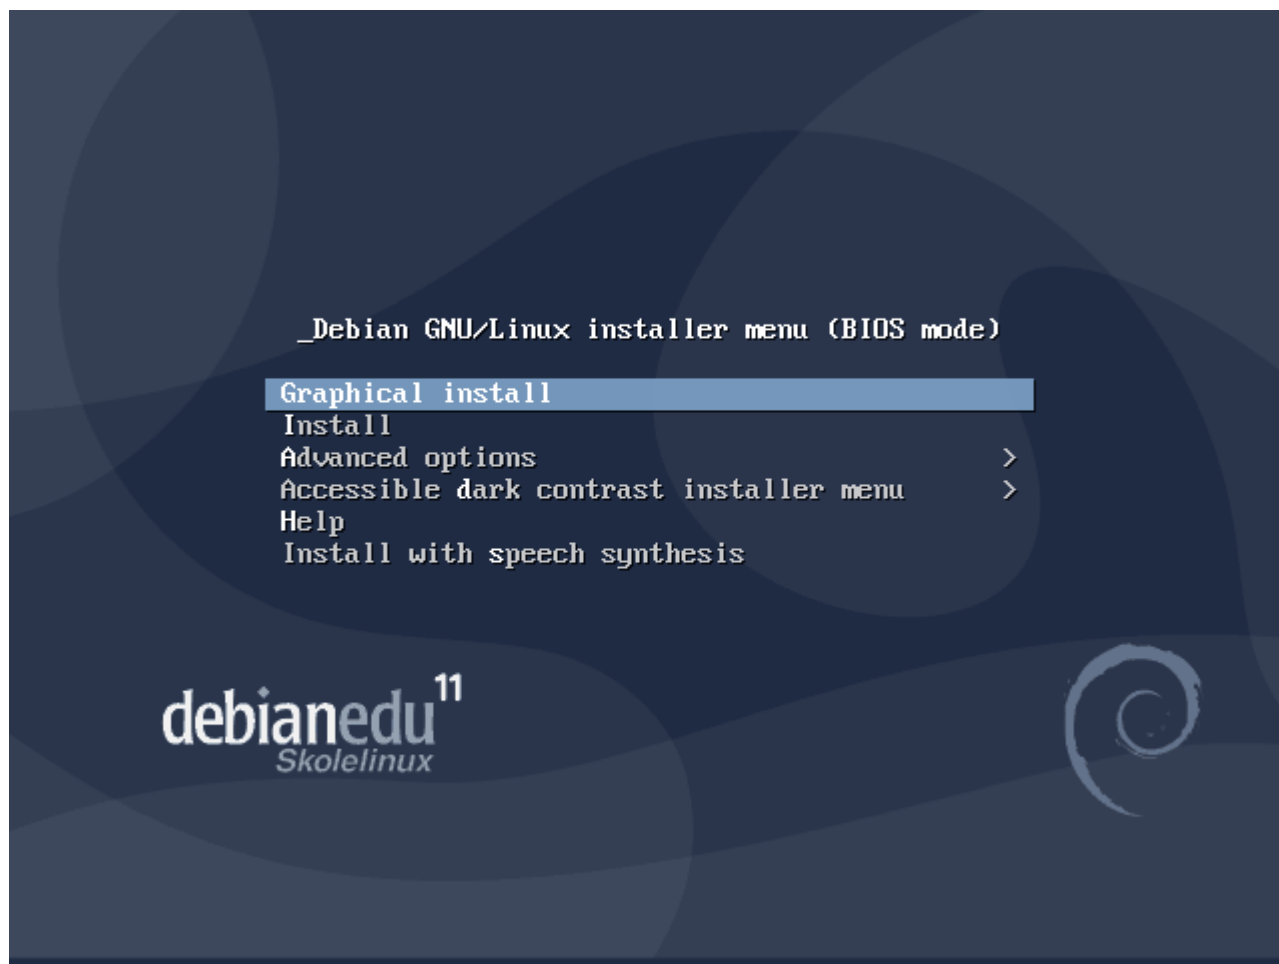 _Debian GNU/Linux installer menu (BIOS mode)
Graphical install
Install
Advanced options >
Accessible dark contrast installer menu >
Help
Install with speech synthesis
debianedu 11
Skolelinux